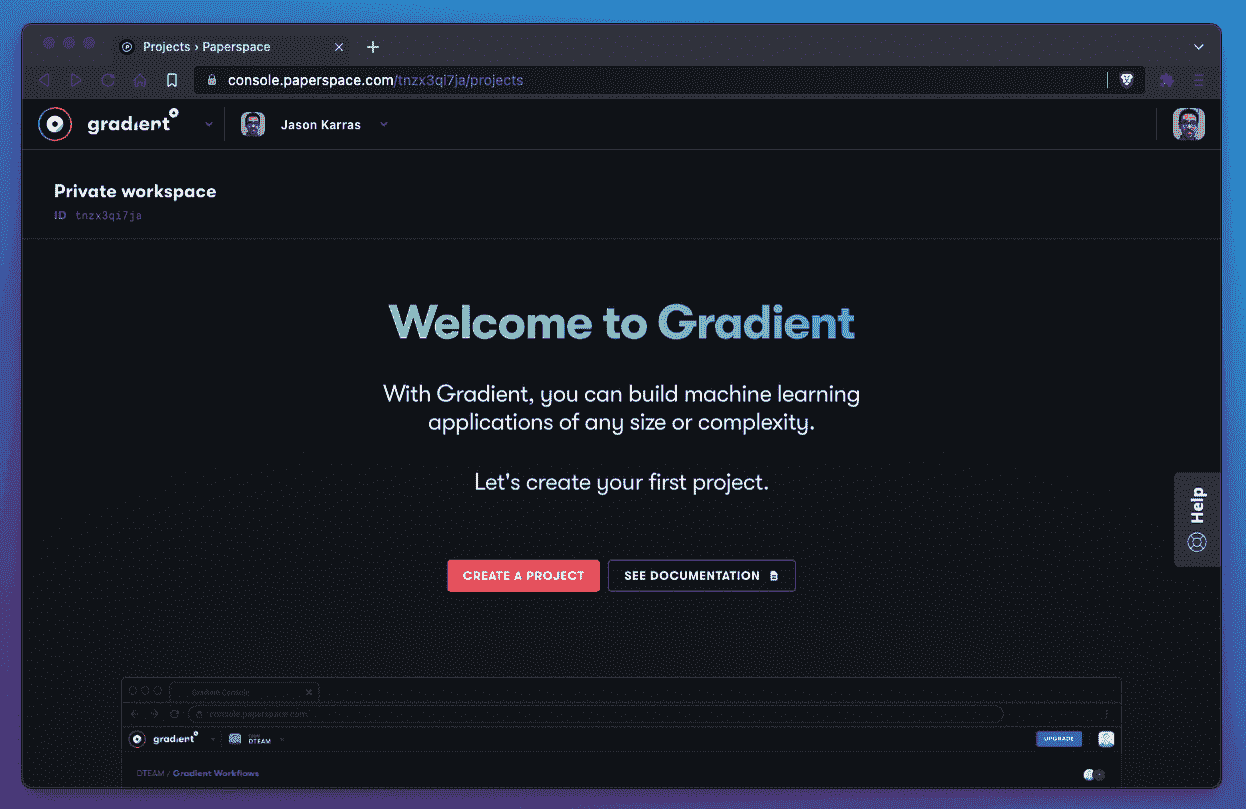 Projects › Paperspace
console.paperspace.com/tnzx3qi7ja/projects
gradient
Jason Karras
Private workspace
ID tnzx3qi7ja
Welcome to Gradient
With Gradient, you can build machine learning
applications of any size or complexity.
Let's create your first project.
Help
CREATE A PROJECT
SEE DOCUMENTATION
Gradient Console
console.paperspace.com
gradient
DTEAM
UPGRADE
DTEAM / Gradient Workflows